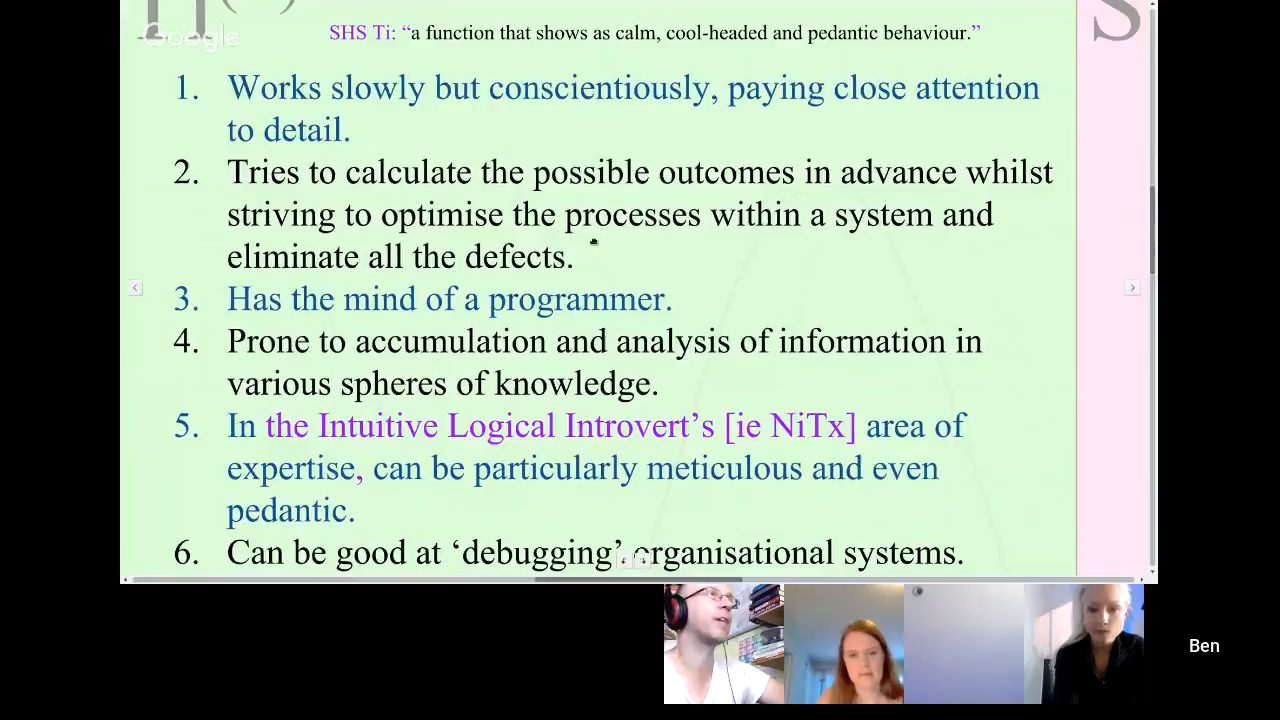 Google
SHS Ti: “a function that shows as calm, cool-headed and pedantic behaviour.”
1. Works slowly but conscientiously, paying close attention
to detail.
2. Tries to calculate the possible outcomes in advance whilst
striving to optimise the processes within a system and
eliminate all the defects.
3. Has the mind of a programmer.
4. Prone to accumulation and analysis of information in
various spheres of knowledge.
5. In the Intuitive Logical Introvert’s [ie NiTx] area of
expertise, can be particularly meticulous and even
pedantic.
6. Can be good at ‘debugging’ organisational systems.
Ben